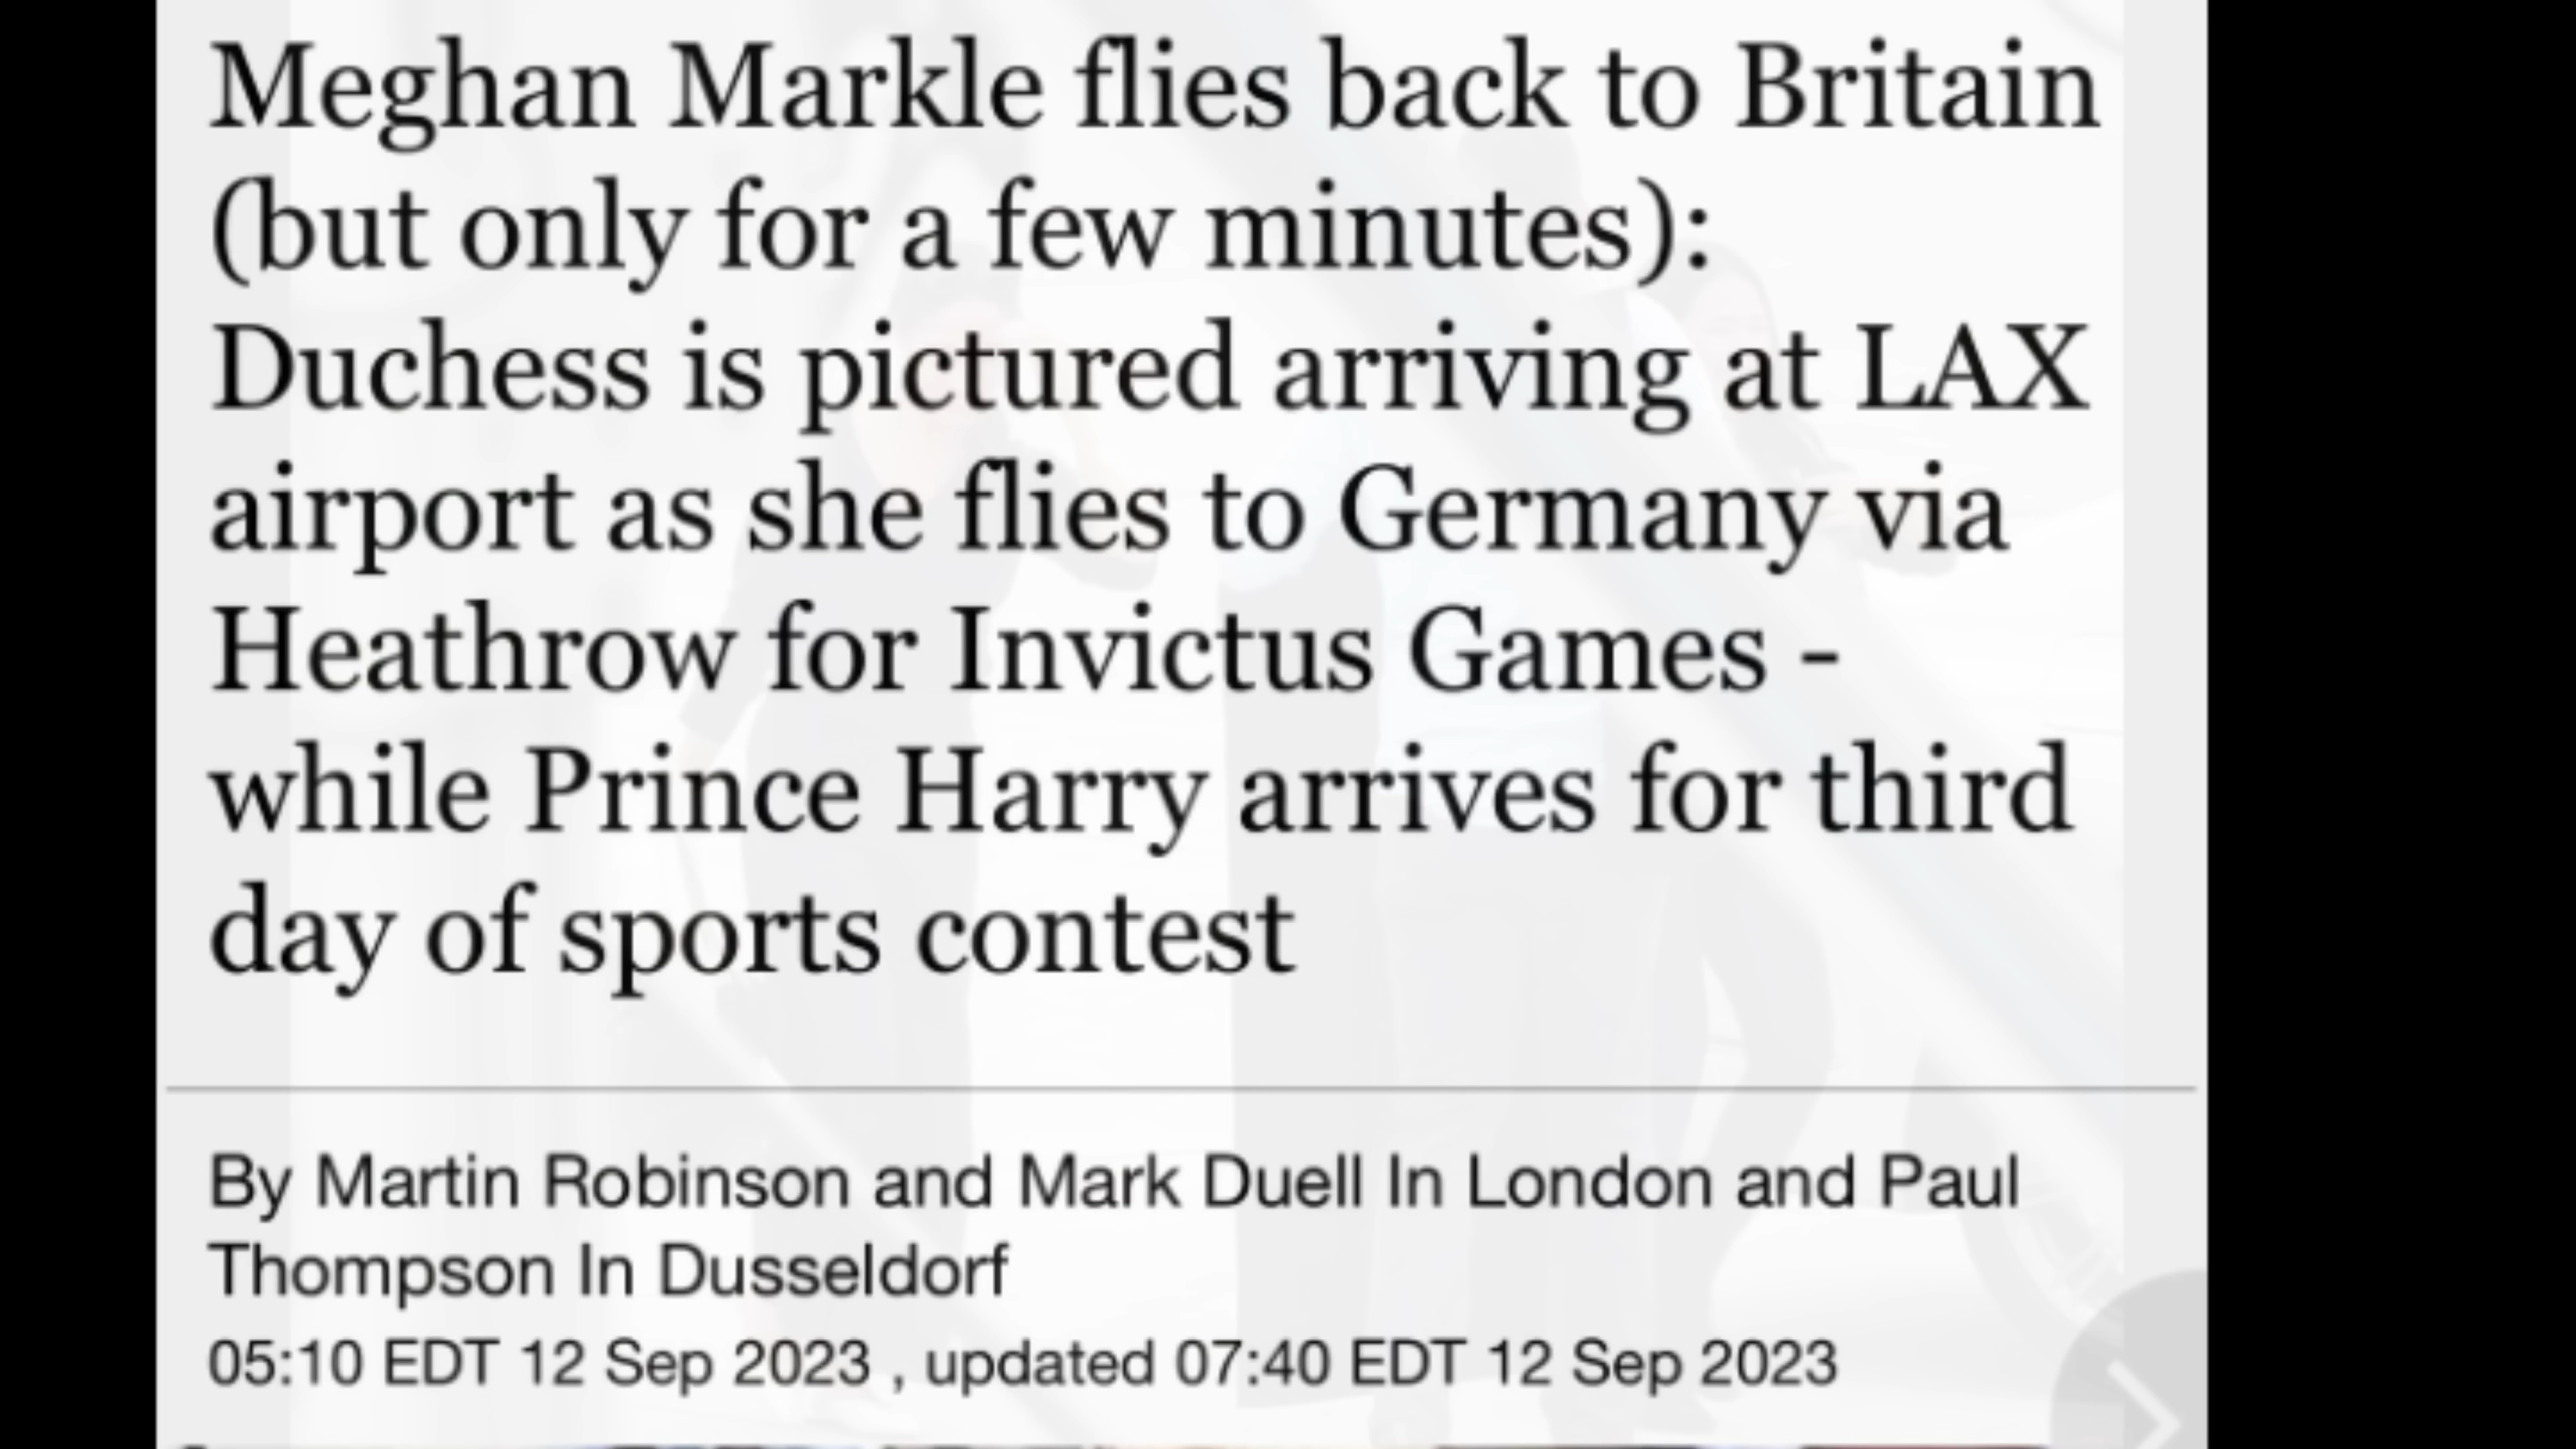 Meghan Markle flies back to Britain
(but only for a few minutes):
Duchess is pictured arriving at LAX
airport as she flies to Germany via
Heathrow for Invictus Games -
while Prince Harry arrives for third
day of sports contest
By Martin Robinson and Mark Duell In London and Paul
Thompson In Dusseldorf
05:10 EDT 12 Sep 2023 , updated 07:40 EDT 12 Sep 2023